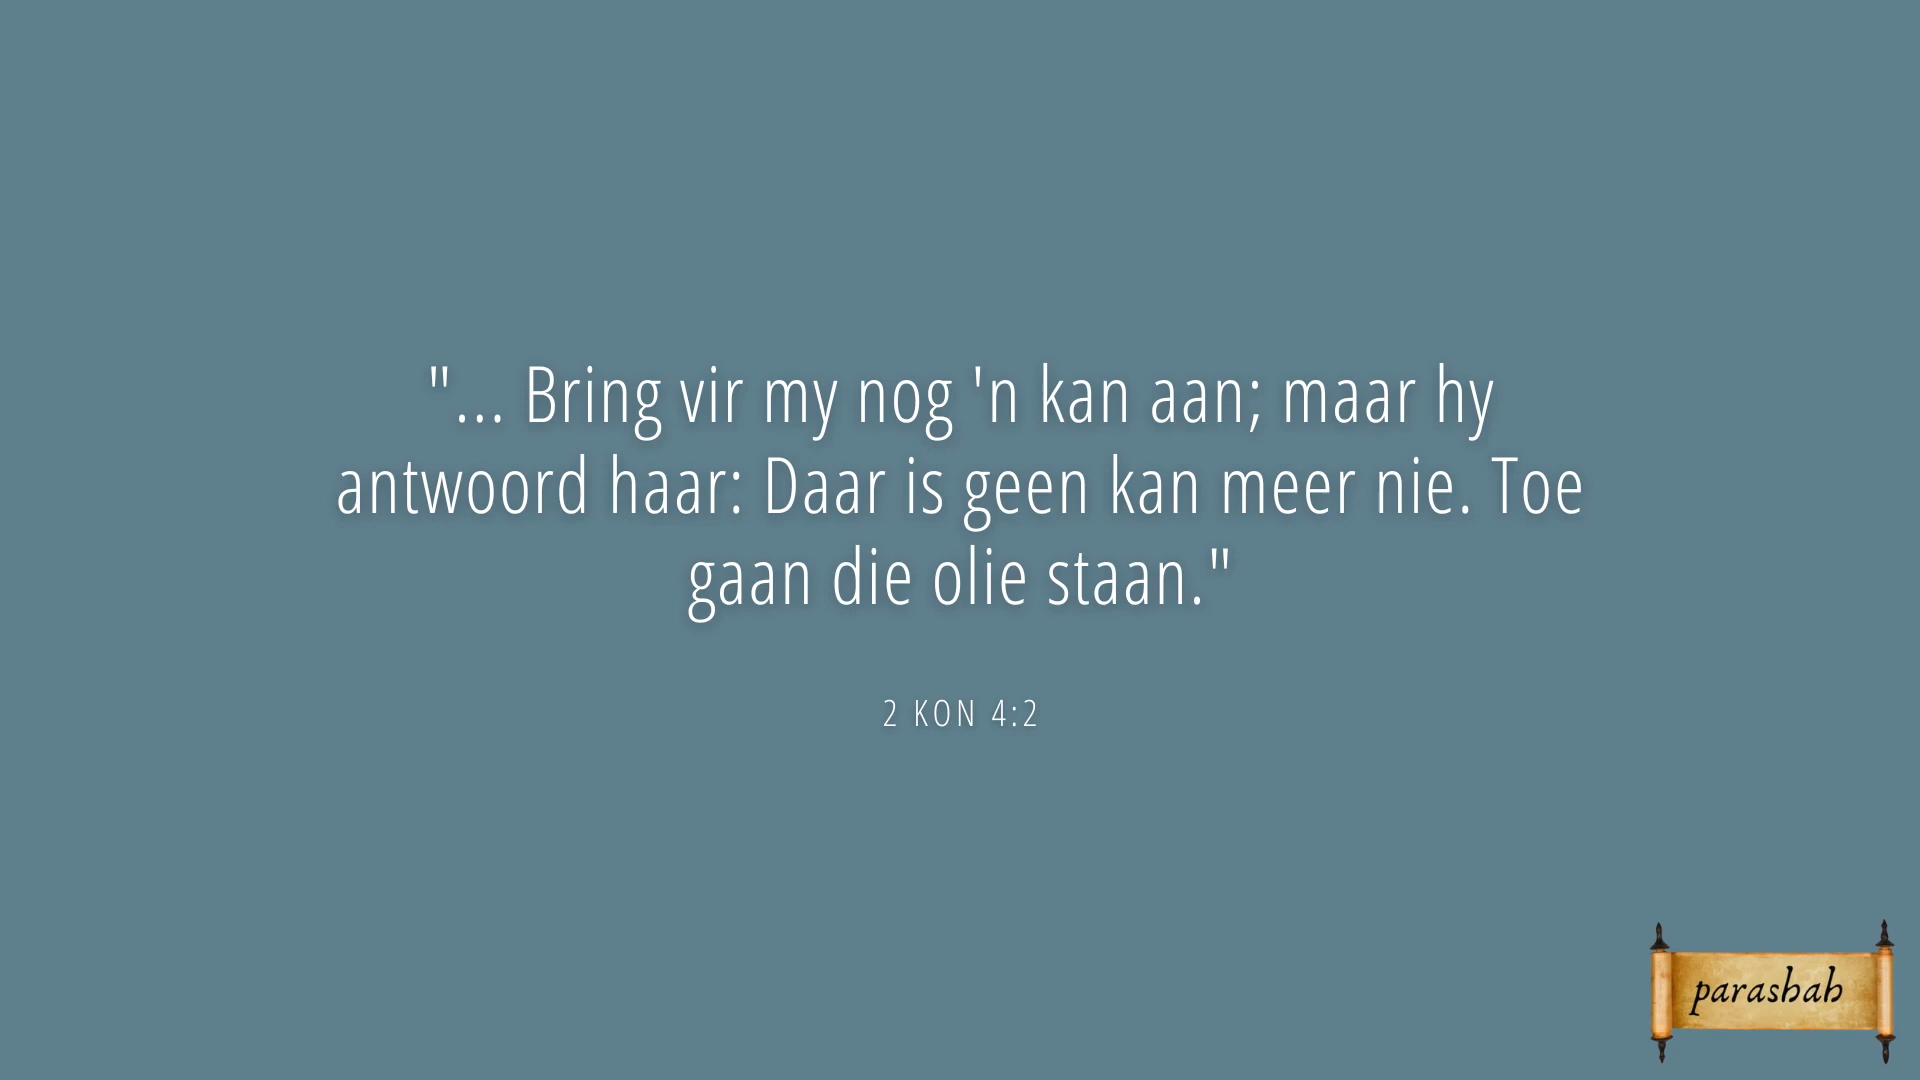 "... Bring vir my nog 'n kan aan; maar hy
antwoord haar: Daar is geen kan meer nie. Toe
gaan die olie staan."
2 KON 4:2
parashah